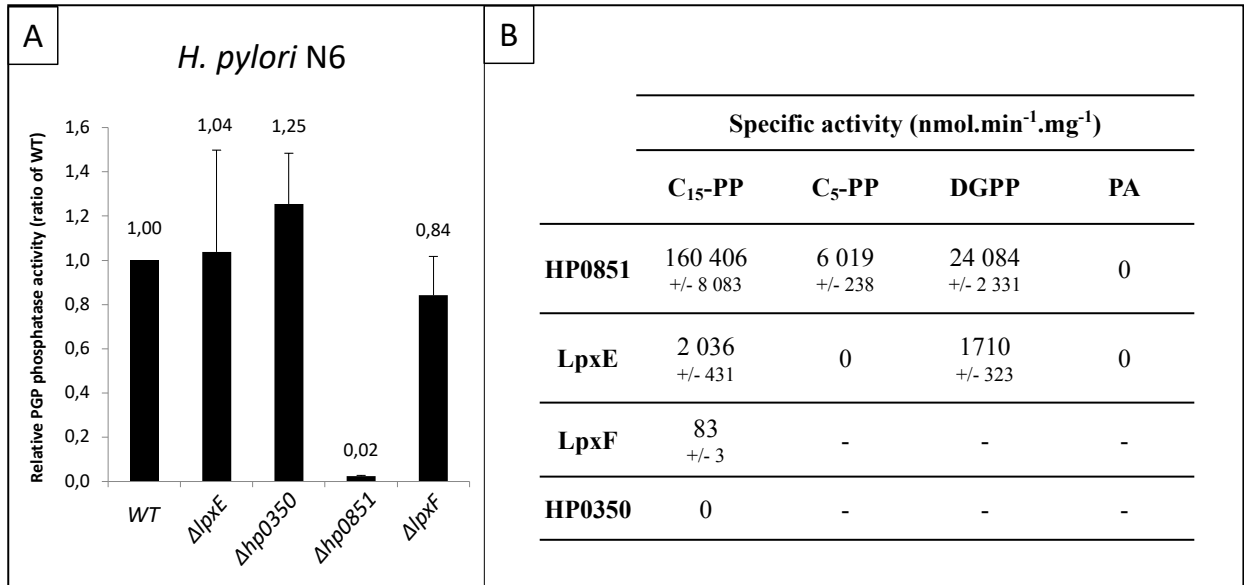 A
H. pylori N6
Relative PGP phosphatase activity (ratio of WT)
1,6
1,4
1,2
1,0
0,8
0,6
0,4
0,2
0,0
1,00
1,04
1,25
0,02
0,84
WT
ΔlpxE
Δhp0350
Δhp0851
ΔlpxF
B
Specific activity (nmol.min⁻¹.mg⁻¹)
C₁₅-PP C₅-PP DGPP PA
HP0851 160 406 6 019 24 084 0
+/- 8 083 +/- 238 +/- 2 331
LpxE 2 036 0 1710 0
+/- 431 +/- 323
LpxF 83 - - -
+/- 3
HP0350 0 - - -